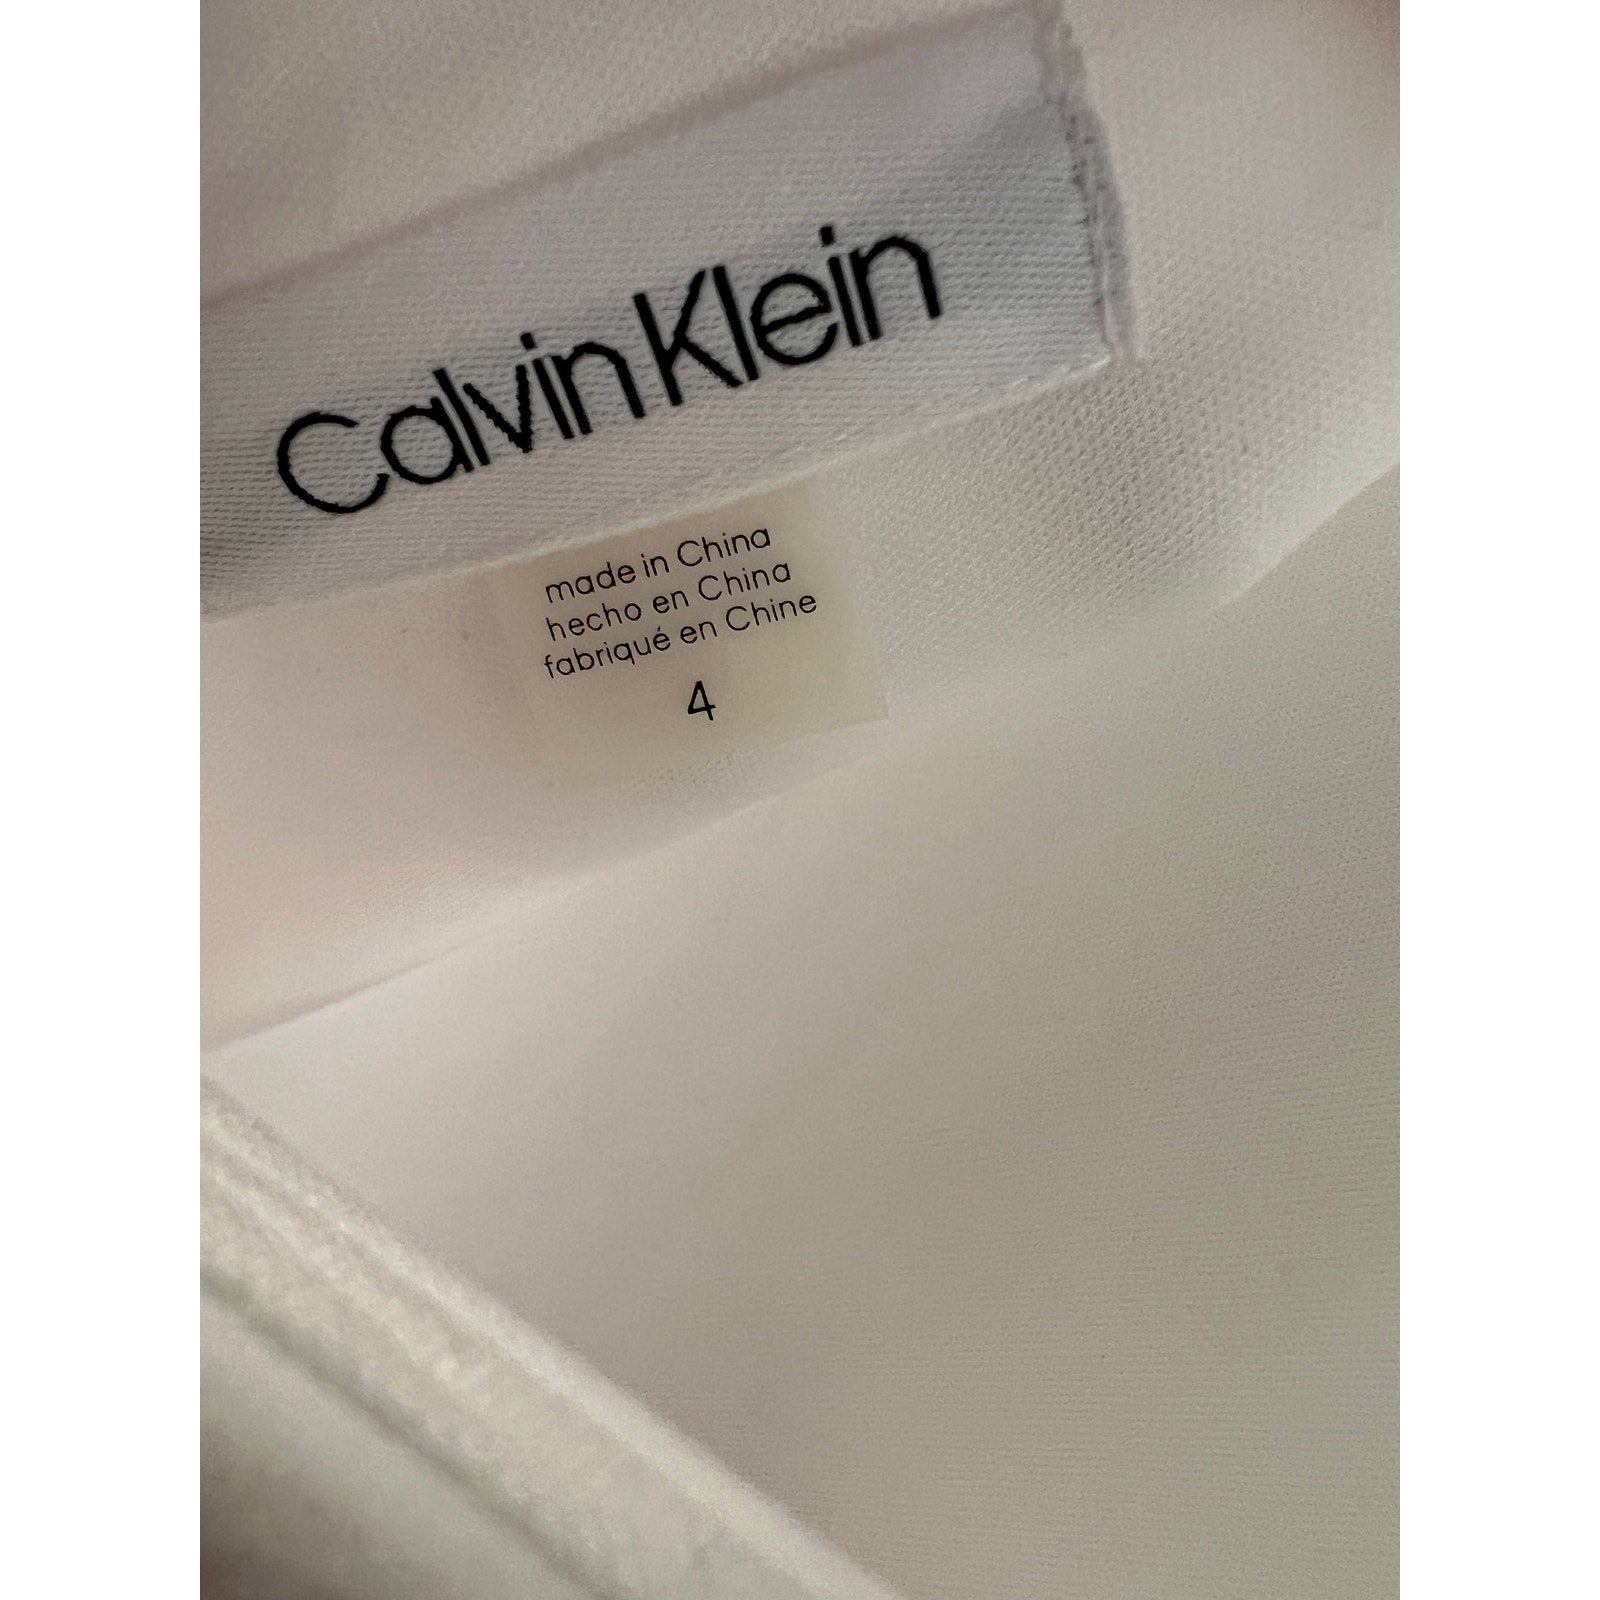 Calvin Klein
made in China
hecho en China
fabriqué en Chine
4